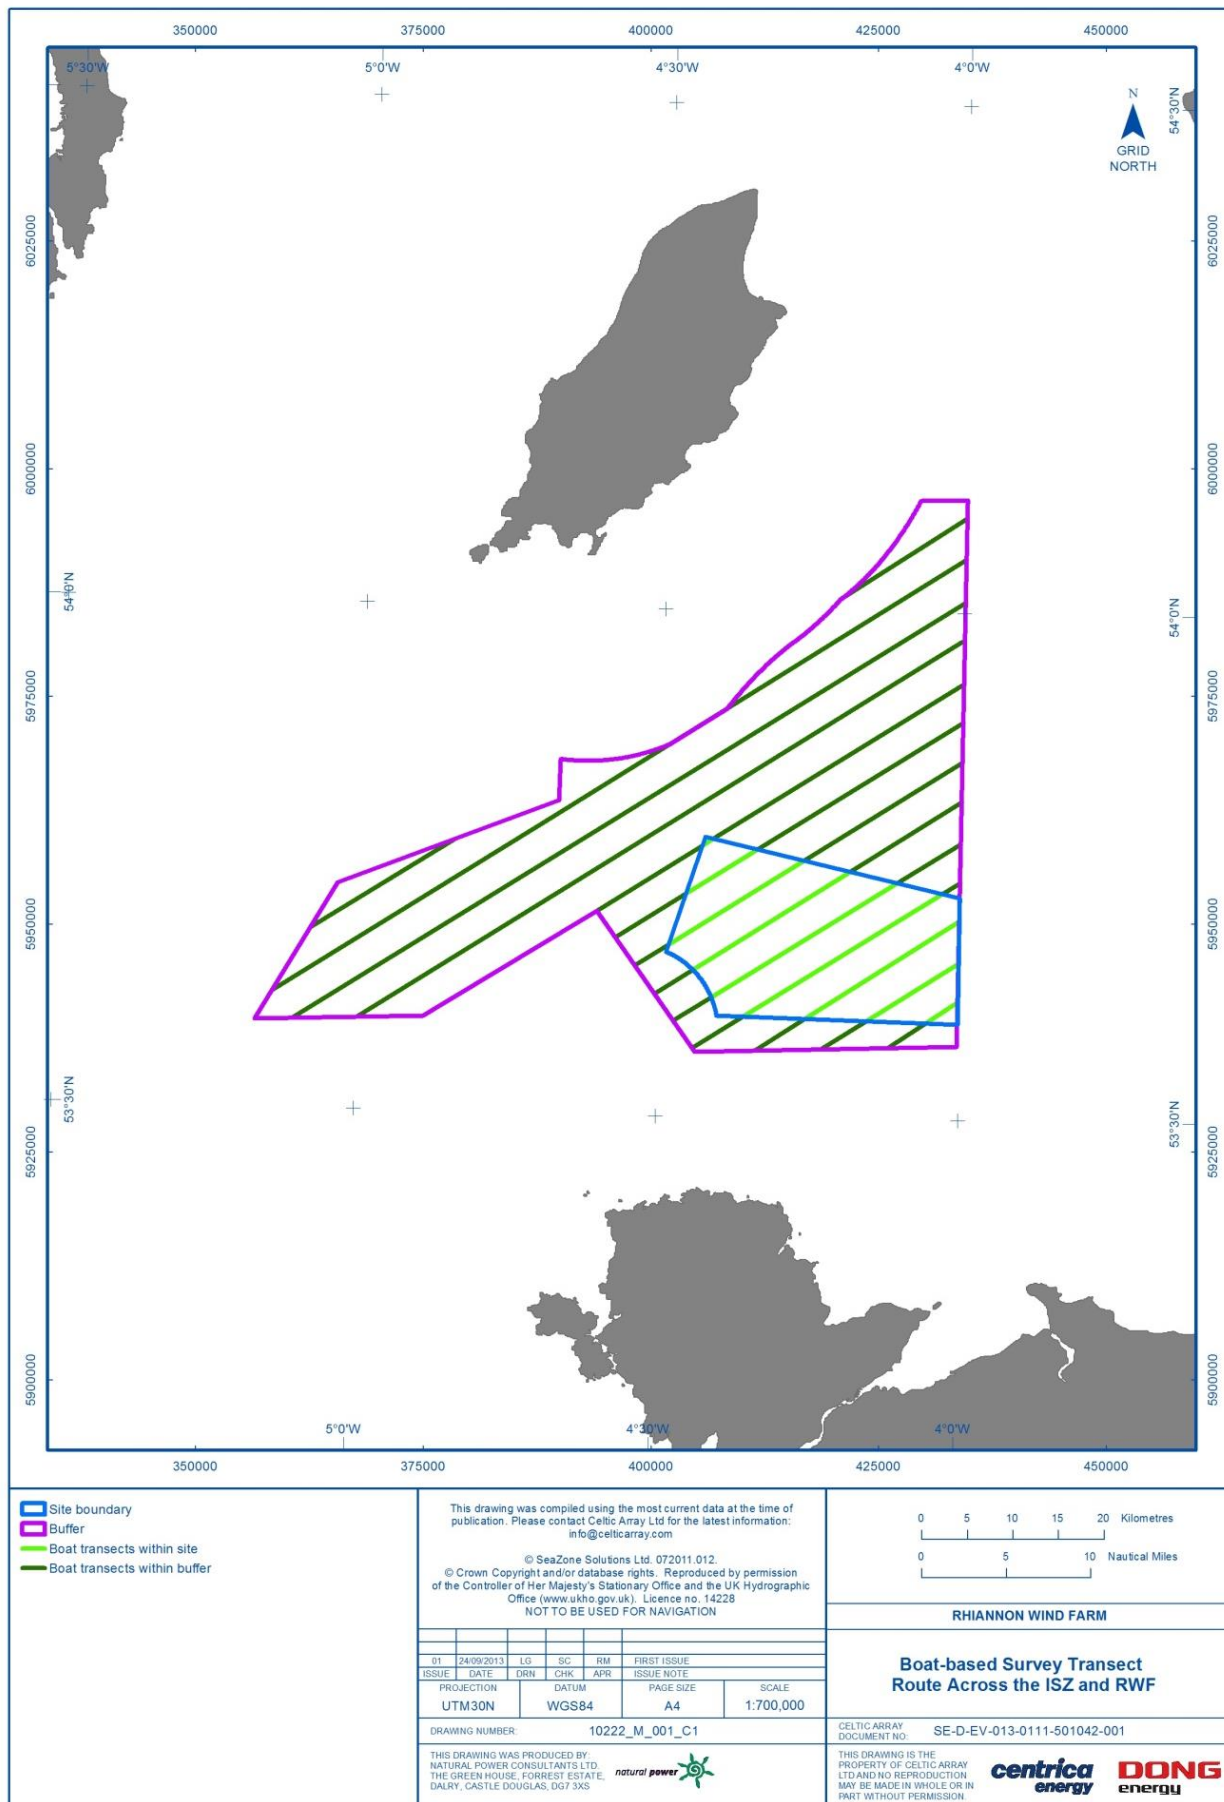 350000 375000 400000 425000 450000
5°30'W 5°0'W 4°30'W 4°0'W
N
GRID
NORTH
54°30'N
6025000
6025000
6000000
6000000
54°0'N
54°0'N
5975000
5975000
5950000
5950000
53°30'N
53°30'N
5925000
5925000
5900000
5900000
5°0'W 4°30'W 4°0'W
350000 375000 400000 425000 450000
Site boundary
Buffer
Boat transects within site
Boat transects within buffer
This drawing was compiled using the most current data at the time of
publication. Please contact Celtic Array Ltd for the latest information:
info@celticarray.com
© SeaZone Solutions Ltd. 072011.012.
© Crown Copyright and/or database rights. Reproduced by permission
of the Controller of Her Majesty's Stationary Office and the UK Hydrographic
Office (www.ukho.gov.uk). Licence no. 14228
NOT TO BE USED FOR NAVIGATION
01 24/09/2013 LG SC RM FIRST ISSUE
ISSUE DATE DRN CHK APR ISSUE NOTE
PROJECTION DATUM PAGE SIZE SCALE
UTM30N WGS84 A4 1:700,000
DRAWING NUMBER: 10222_M_001_C1
THIS DRAWING WAS PRODUCED BY:
NATURAL POWER CONSULTANTS LTD.
THE GREEN HOUSE, FORREST ESTATE,
DALRY, CASTLE DOUGLAS, DG7 3XS
natural power
0 5 10 15 20 Kilometres
0 5 10 Nautical Miles
RHIANNON WIND FARM
Boat-based Survey Transect
Route Across the ISZ and RWF
CELTIC ARRAY
DOCUMENT NO: SE-D-EV-013-0111-501042-001
THIS DRAWING IS THE
PROPERTY OF CELTIC ARRAY
LTD AND NO REPRODUCTION
MAY BE MADE IN WHOLE OR IN
PART WITHOUT PERMISSION.
centrica
energy
DONG
energy